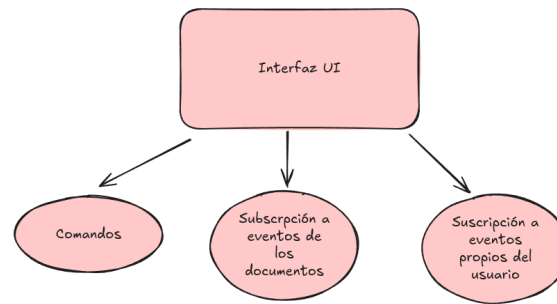 Interfaz UI
Comandos
Subscrpción a
eventos de
los
documentos
Suscripción a
eventos
propios del
usuario